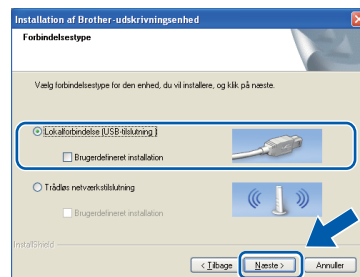 Installation af Brother-udskrivningsenhed
Forbindelsestype
Vælg forbindelsestype for den enhed, du vil installere, og klik på næste.
Lokalforbindelse (USB-tilslutning )
Brugerdefineret installation
Trådløs netværkstilslutning
Brugerdefineret installation
InstallShield
< Tilbage
Næste >
Annuller